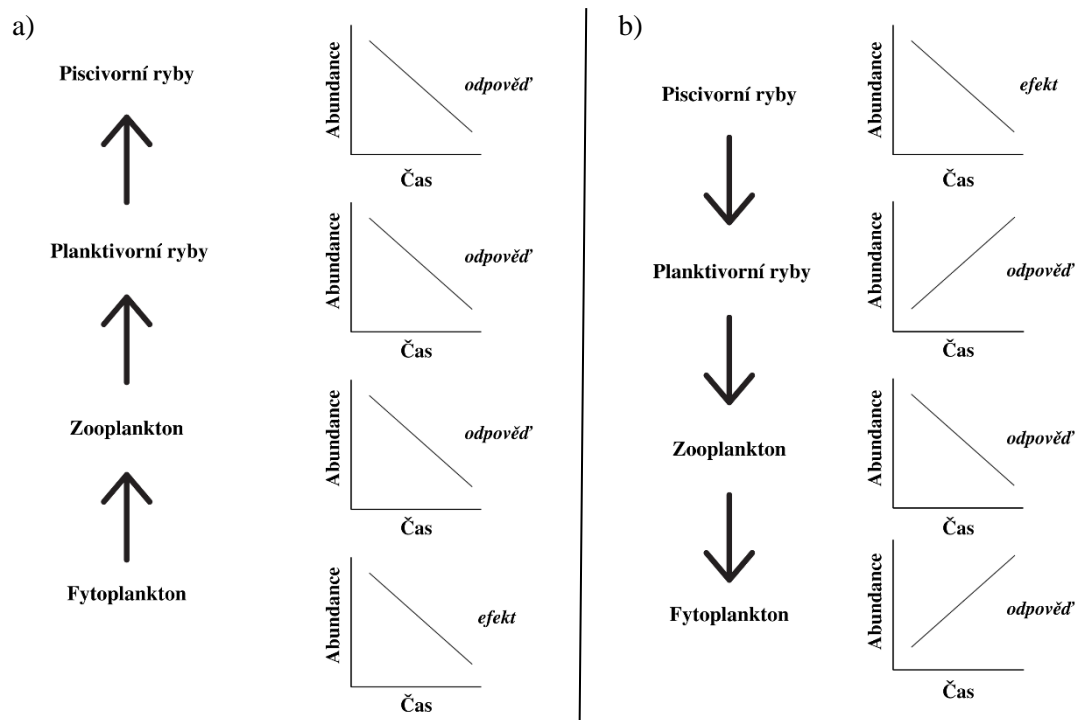 a)
Piscivorní ryby
Abundance
odpověď
Čas
Planktivorní ryby
Abundance
odpověď
Čas
Zooplankton
Abundance
odpověď
Čas
Fytoplankton
Abundance
efekt
Čas
b)
Piscivorní ryby
Abundance
efekt
Čas
Planktivorní ryby
Abundance
odpověď
Čas
Zooplankton
Abundance
odpověď
Čas
Fytoplankton
Abundance
odpověď
Čas